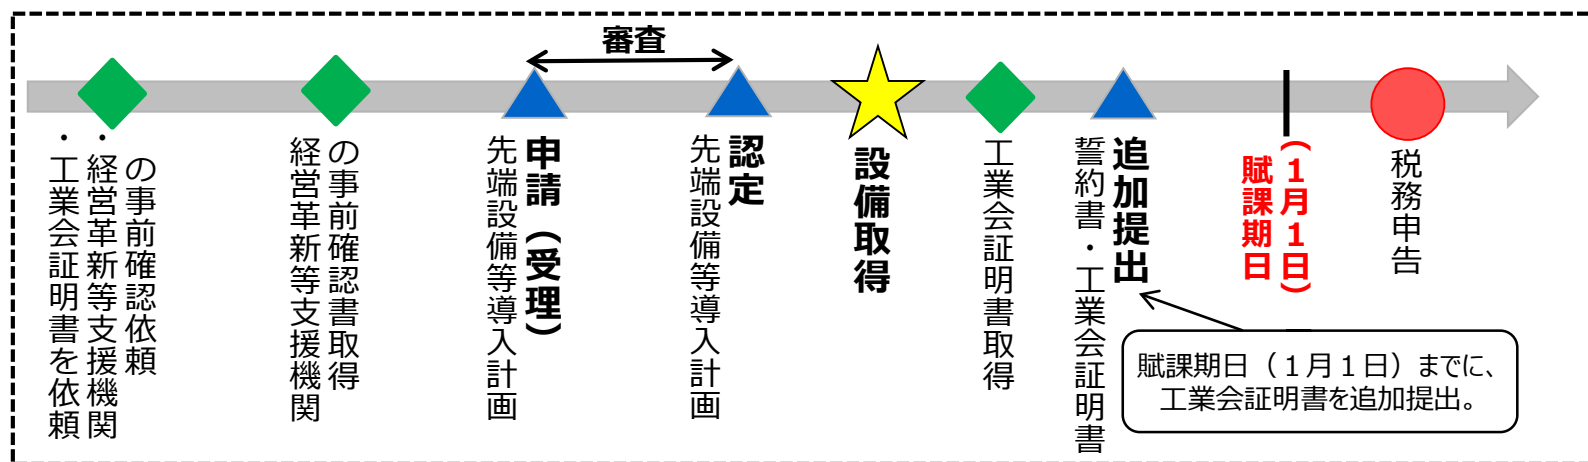 審査
・経営革新等支援機関
の事前確認依頼
・工業会証明書を依頼
経営革新等支援機関
の事前確認書取得
先端設備等導入計画
申請（受理）
先端設備等導入計画
認定
設備取得
工業会証明書取得
誓約書・工業会証明書
追加提出
賦課期日
（１月１日）
税務申告
賦課期日（１月１日）までに、
工業会証明書を追加提出。